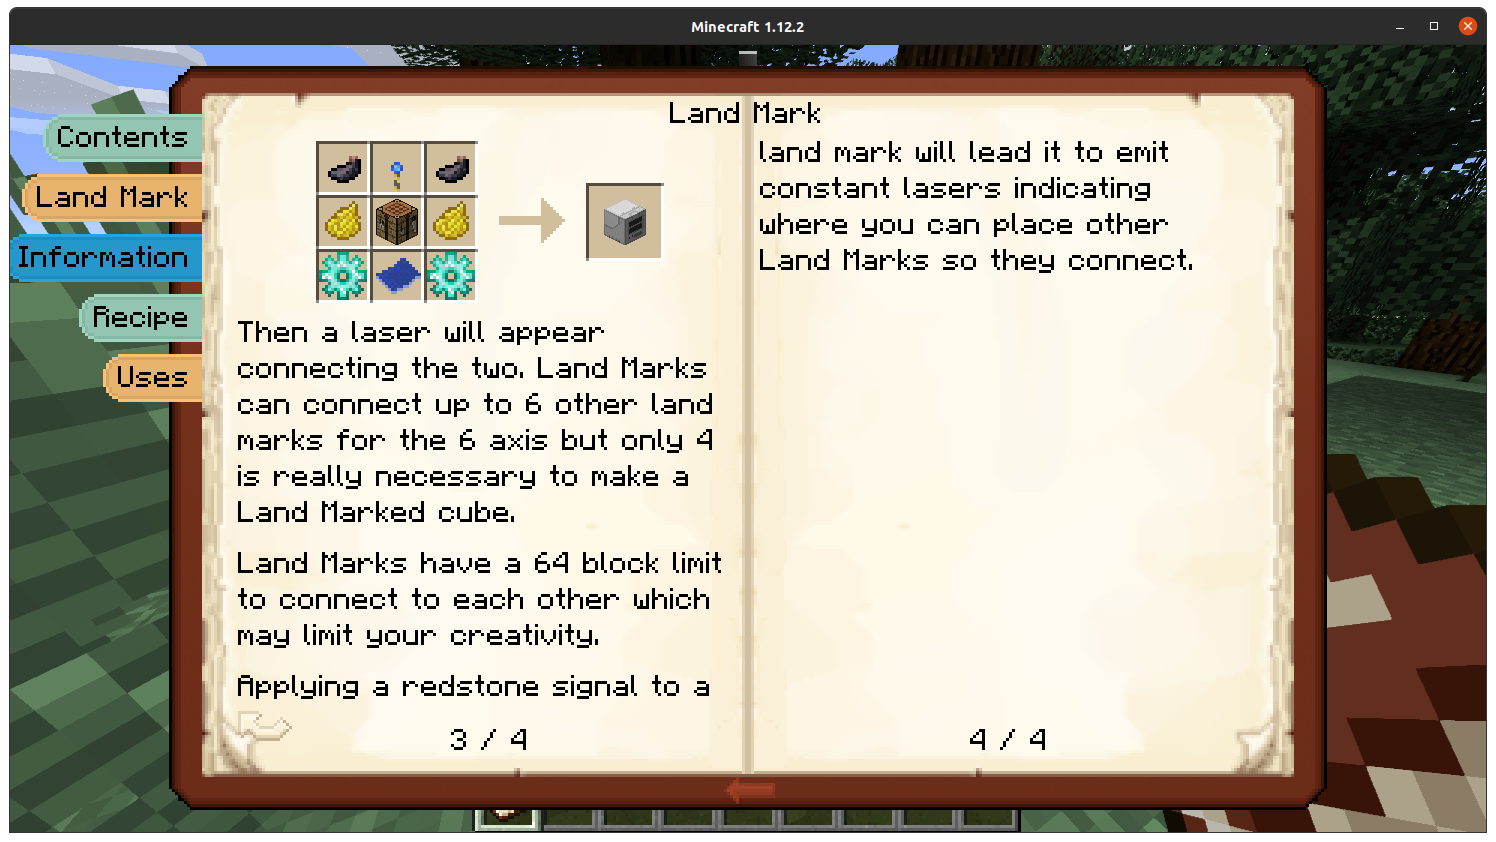 Minecraft 1.12.2
Contents
Land Mark
Information
Recipe
Uses
Land Mark
Then a laser will appear
connecting the two. Land Marks
can connect up to 6 other land
marks for the 6 axis but only 4
is really necessary to make a
Land Marked cube.
Land Marks have a 64 block limit
to connect to each other which
may limit your creativity.
Applying a redstone signal to a
3 / 4
land mark will lead it to emit
constant lasers indicating
where you can place other
Land Marks so they connect.
4 / 4